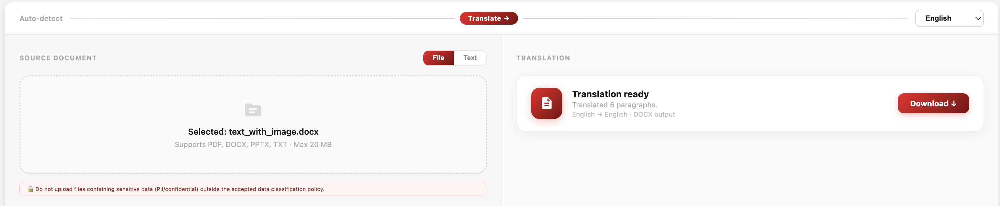 Auto-detect
Translate →
English
SOURCE DOCUMENT
File
Text
Selected: text_with_image.docx
Supports PDF, DOCX, PPTX, TXT · Max 20 MB
🔒 Do not upload files containing sensitive data (PII/confidential) outside the accepted data classification policy.
TRANSLATION
Translation ready
Translated 6 paragraphs.
English → English · DOCX output
Download ↓